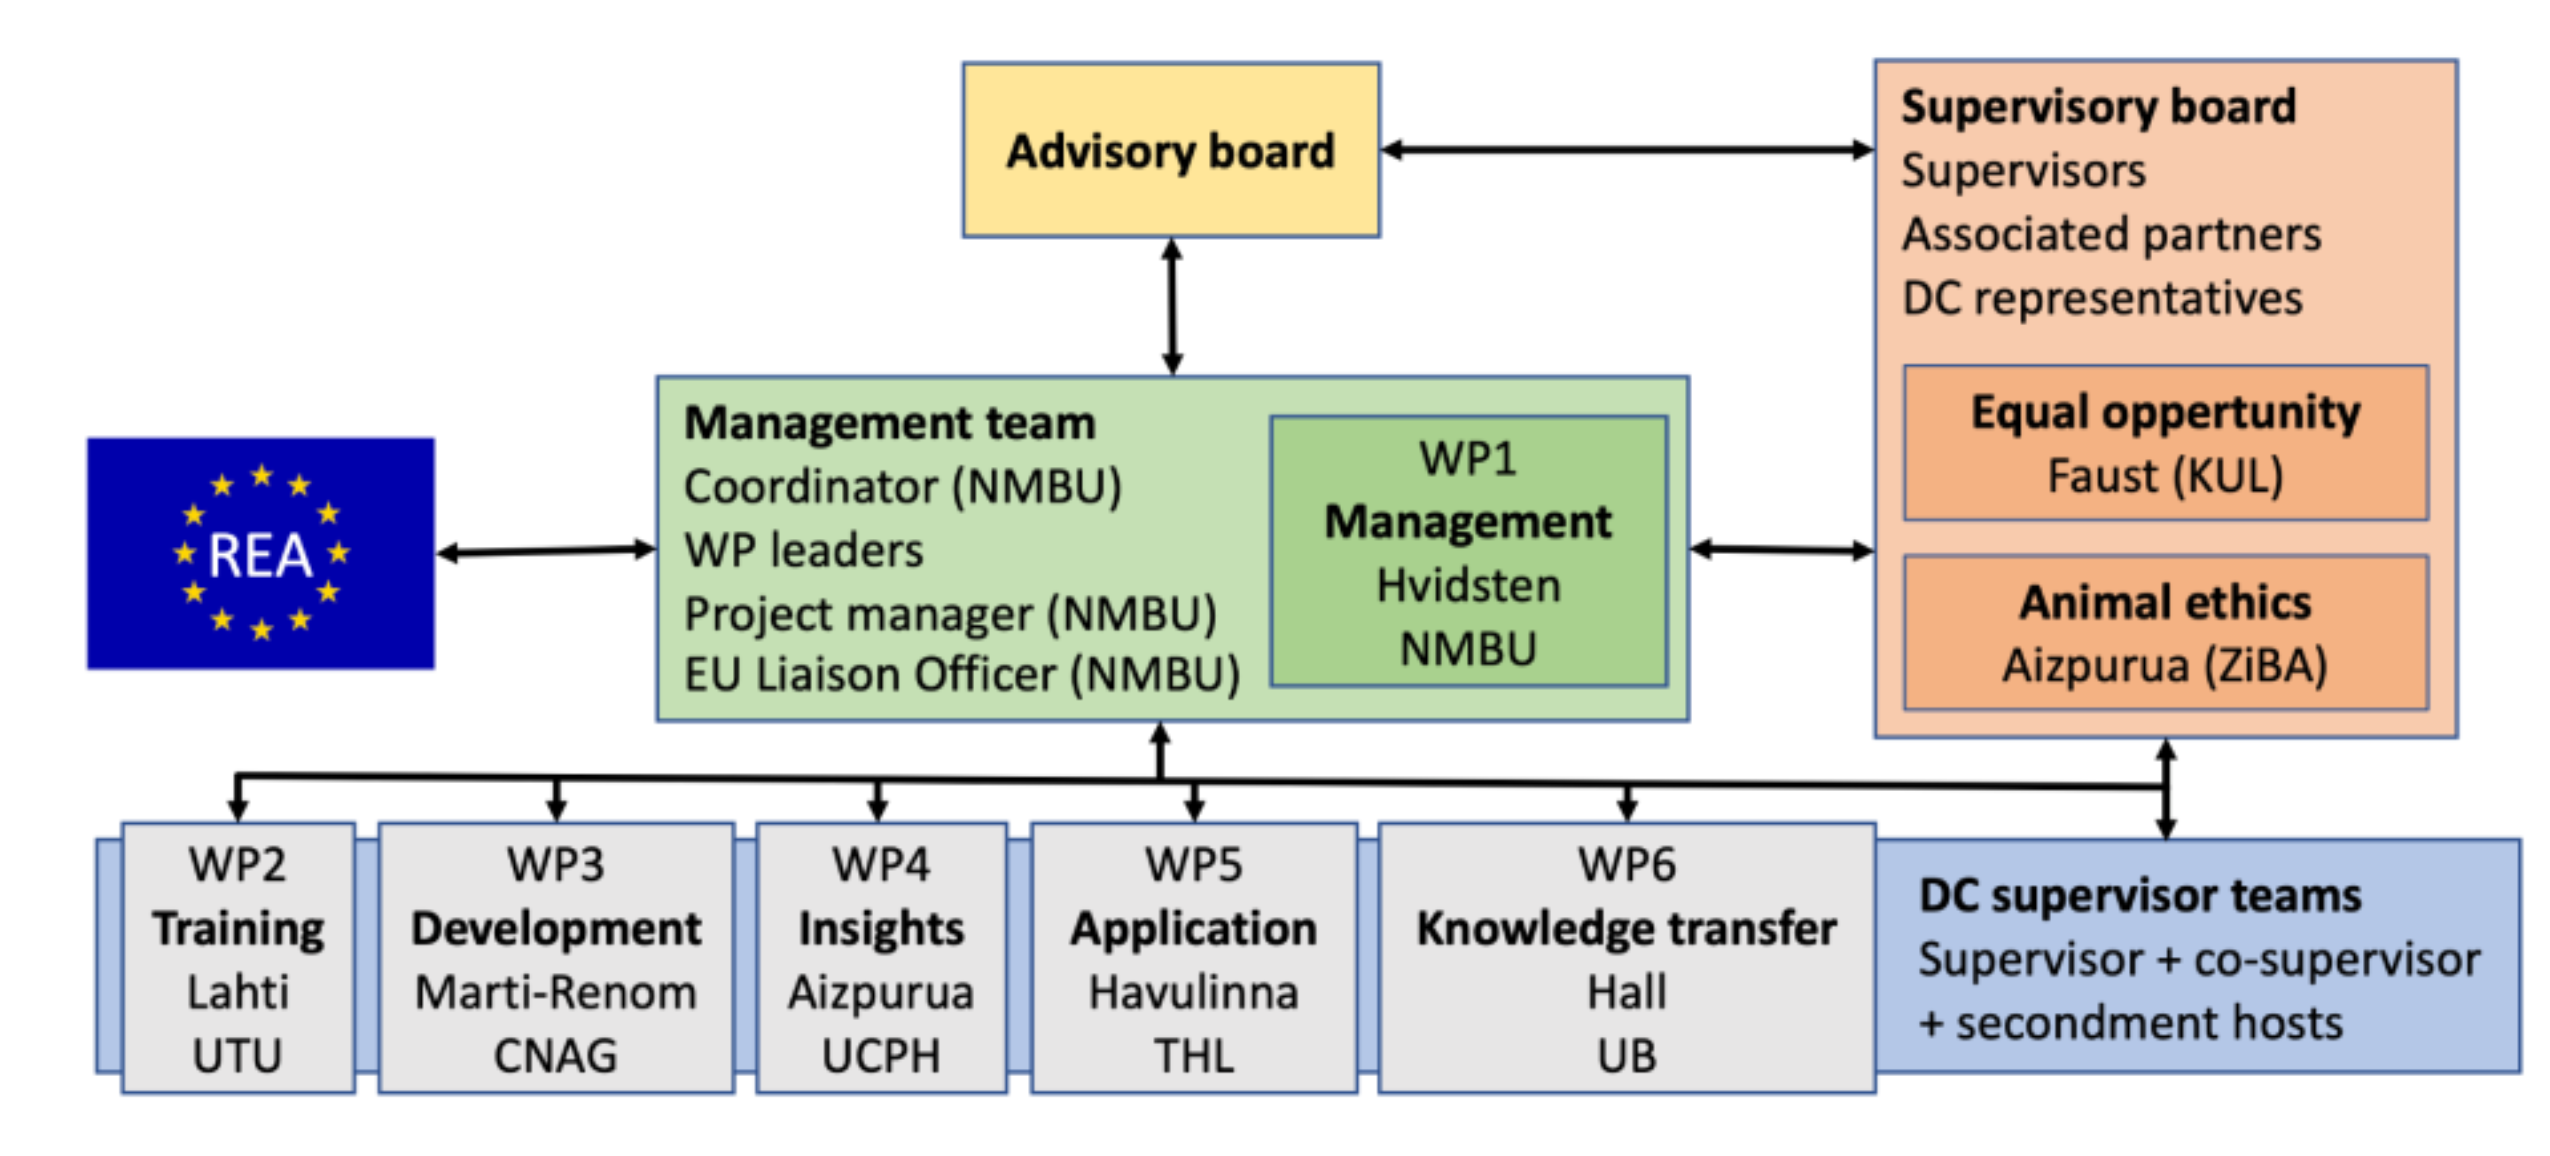 Advisory board
Supervisory board
Supervisors
Associated partners
DC representatives
Equal oppertunity
Faust (KUL)
Animal ethics
Aizpurua (ZiBA)
REA
Management team
Coordinator (NMBU)
WP leaders
Project manager (NMBU)
EU Liaison Officer (NMBU)
WP1
Management
Hvidsten
NMBU
WP2
Training
Lahti
UTU
WP3
Development
Marti-Renom
CNAG
WP4
Insights
Aizpurua
UCPH
WP5
Application
Havulinna
THL
WP6
Knowledge transfer
Hall
UB
DC supervisor teams
Supervisor + co-supervisor
+ secondment hosts